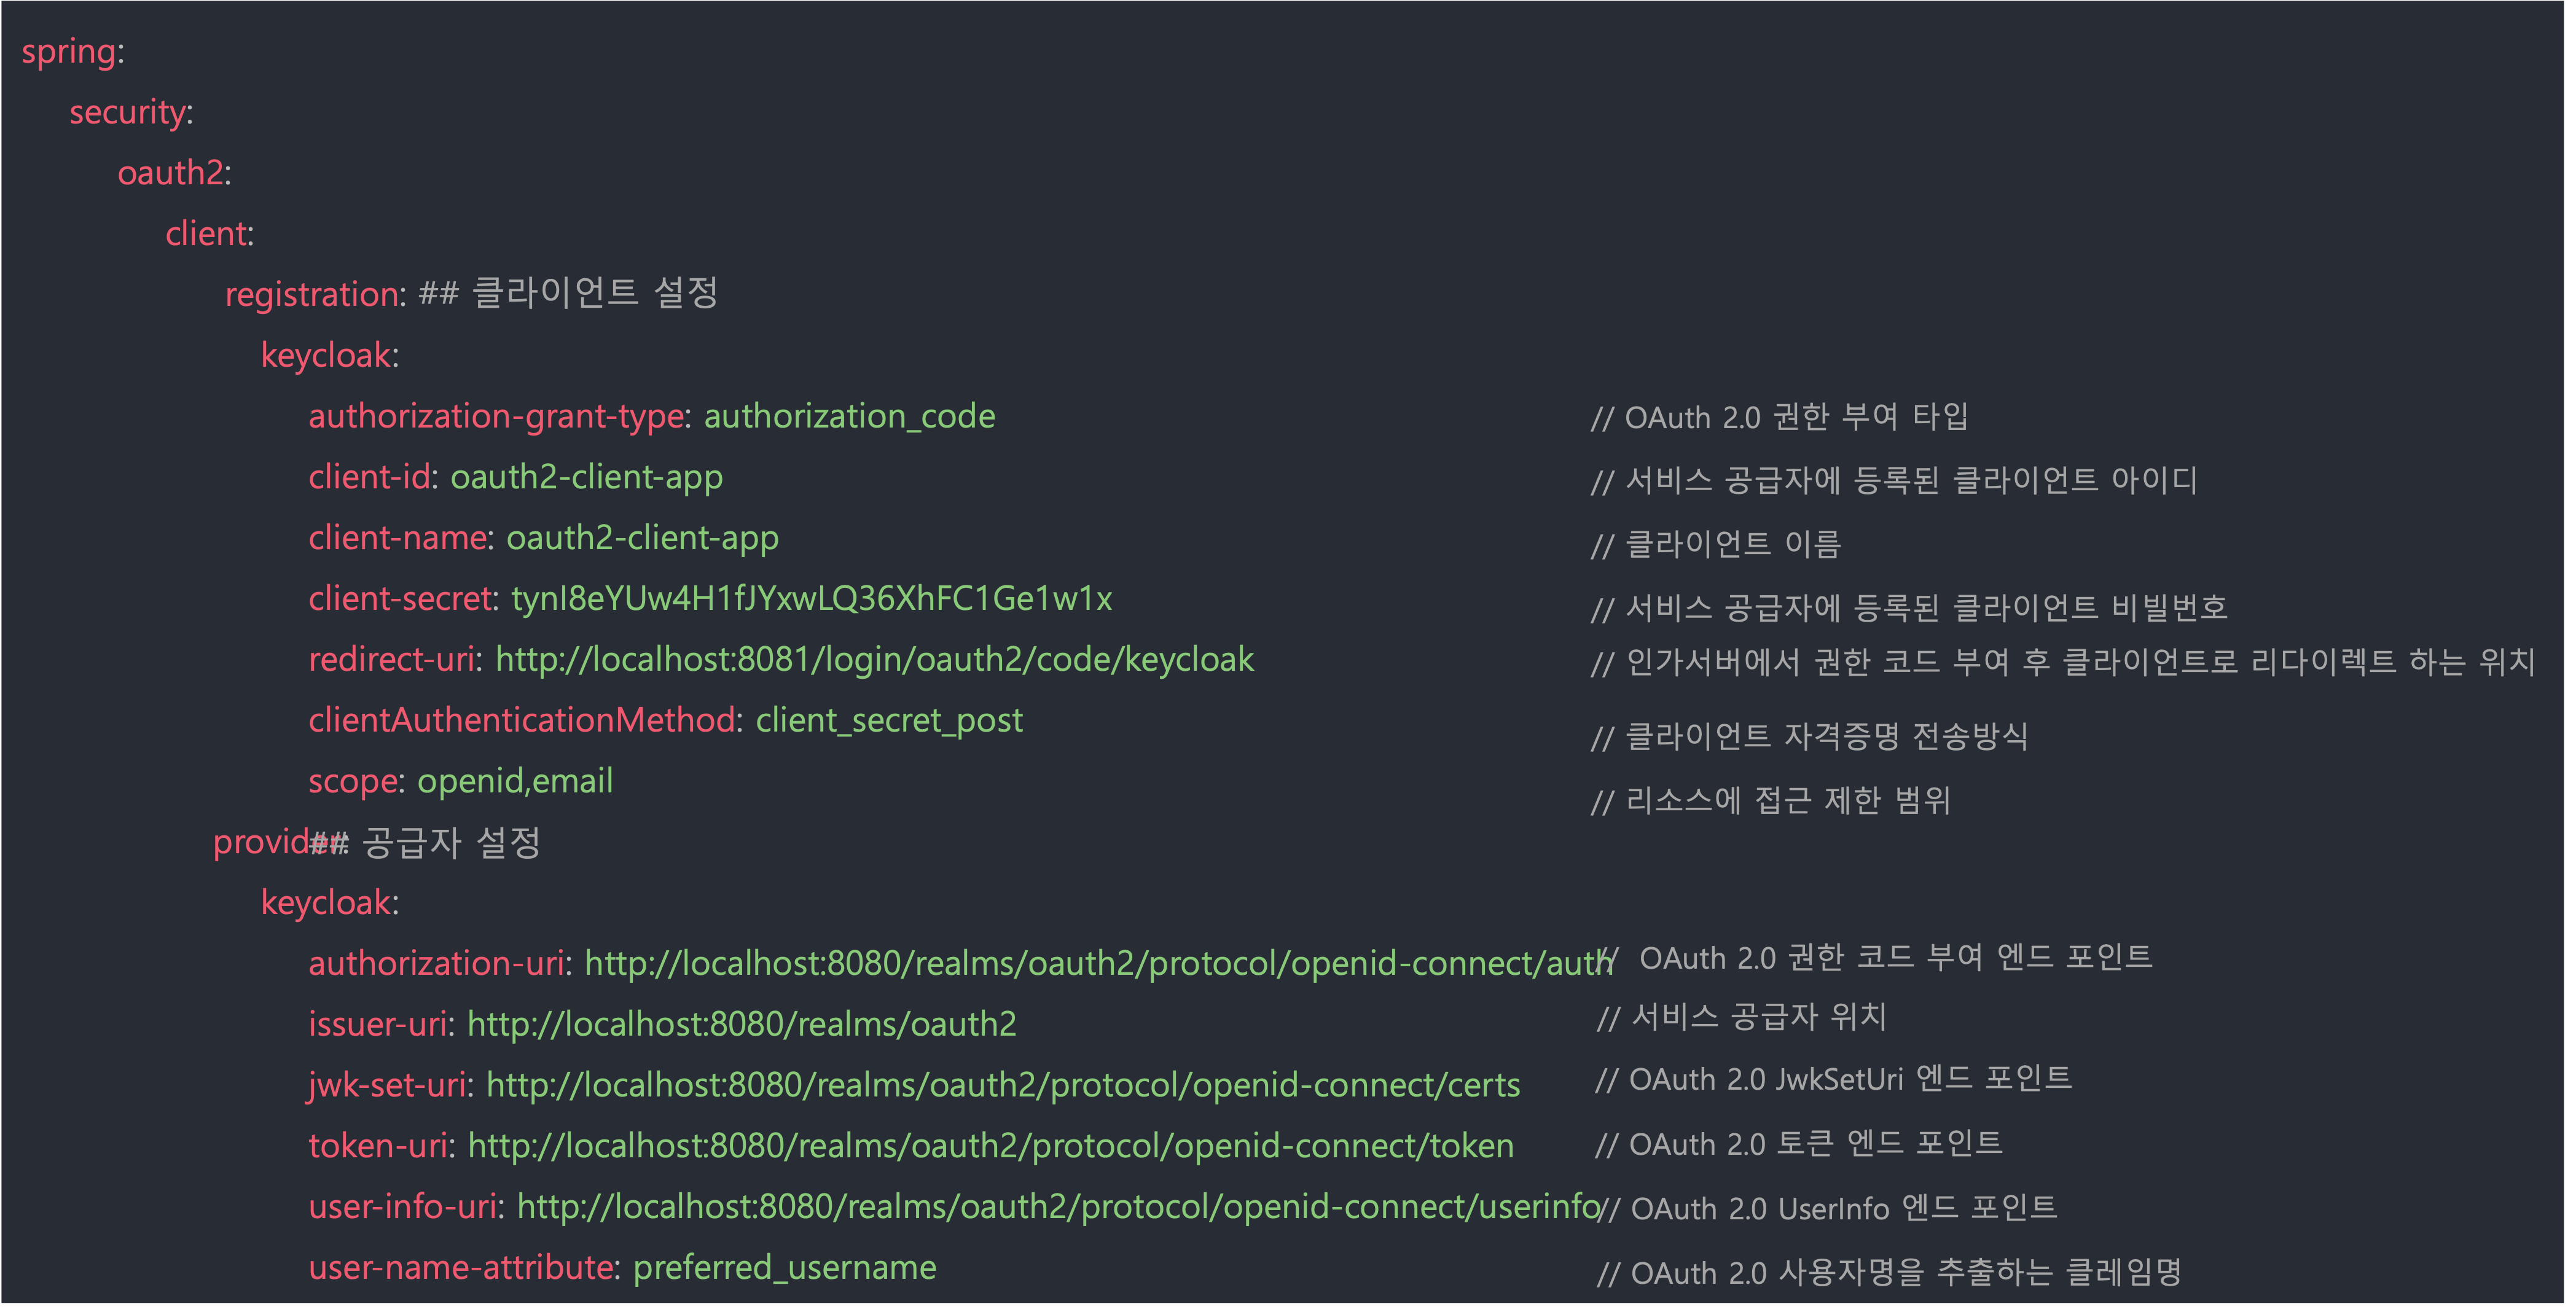 spring:
security:
oauth2:
client:
registration: ## 클라이언트 설정
keycloak:
authorization-grant-type: authorization_code // OAuth 2.0 권한 부여 타입
client-id: oauth2-client-app // 서비스 공급자에 등록된 클라이언트 아이디
client-name: oauth2-client-app // 클라이언트 이름
client-secret: tynI8eYUw4H1fJYxwLQ36XhFC1Ge1w1x // 서비스 공급자에 등록된 클라이언트 비빌번호
redirect-uri: http://localhost:8081/login/oauth2/code/keycloak // 인가서버에서 권한 코드 부여 후 클라이언트로 리다이렉트 하는 위치
clientAuthenticationMethod: client_secret_post // 클라이언트 자격증명 전송방식
scope: openid,email // 리소스에 접근 제한 범위
provider: ## 공급자 설정
keycloak:
authorization-uri: http://localhost:8080/realms/oauth2/protocol/openid-connect/auth // OAuth 2.0 권한 코드 부여 엔드 포인트
issuer-uri: http://localhost:8080/realms/oauth2 // 서비스 공급자 위치
jwk-set-uri: http://localhost:8080/realms/oauth2/protocol/openid-connect/certs // OAuth 2.0 JwkSetUri 엔드 포인트
token-uri: http://localhost:8080/realms/oauth2/protocol/openid-connect/token // OAuth 2.0 토큰 엔드 포인트
user-info-uri: http://localhost:8080/realms/oauth2/protocol/openid-connect/userinfo // OAuth 2.0 UserInfo 엔드 포인트
user-name-attribute: preferred_username // OAuth 2.0 사용자명을 추출하는 클레임명